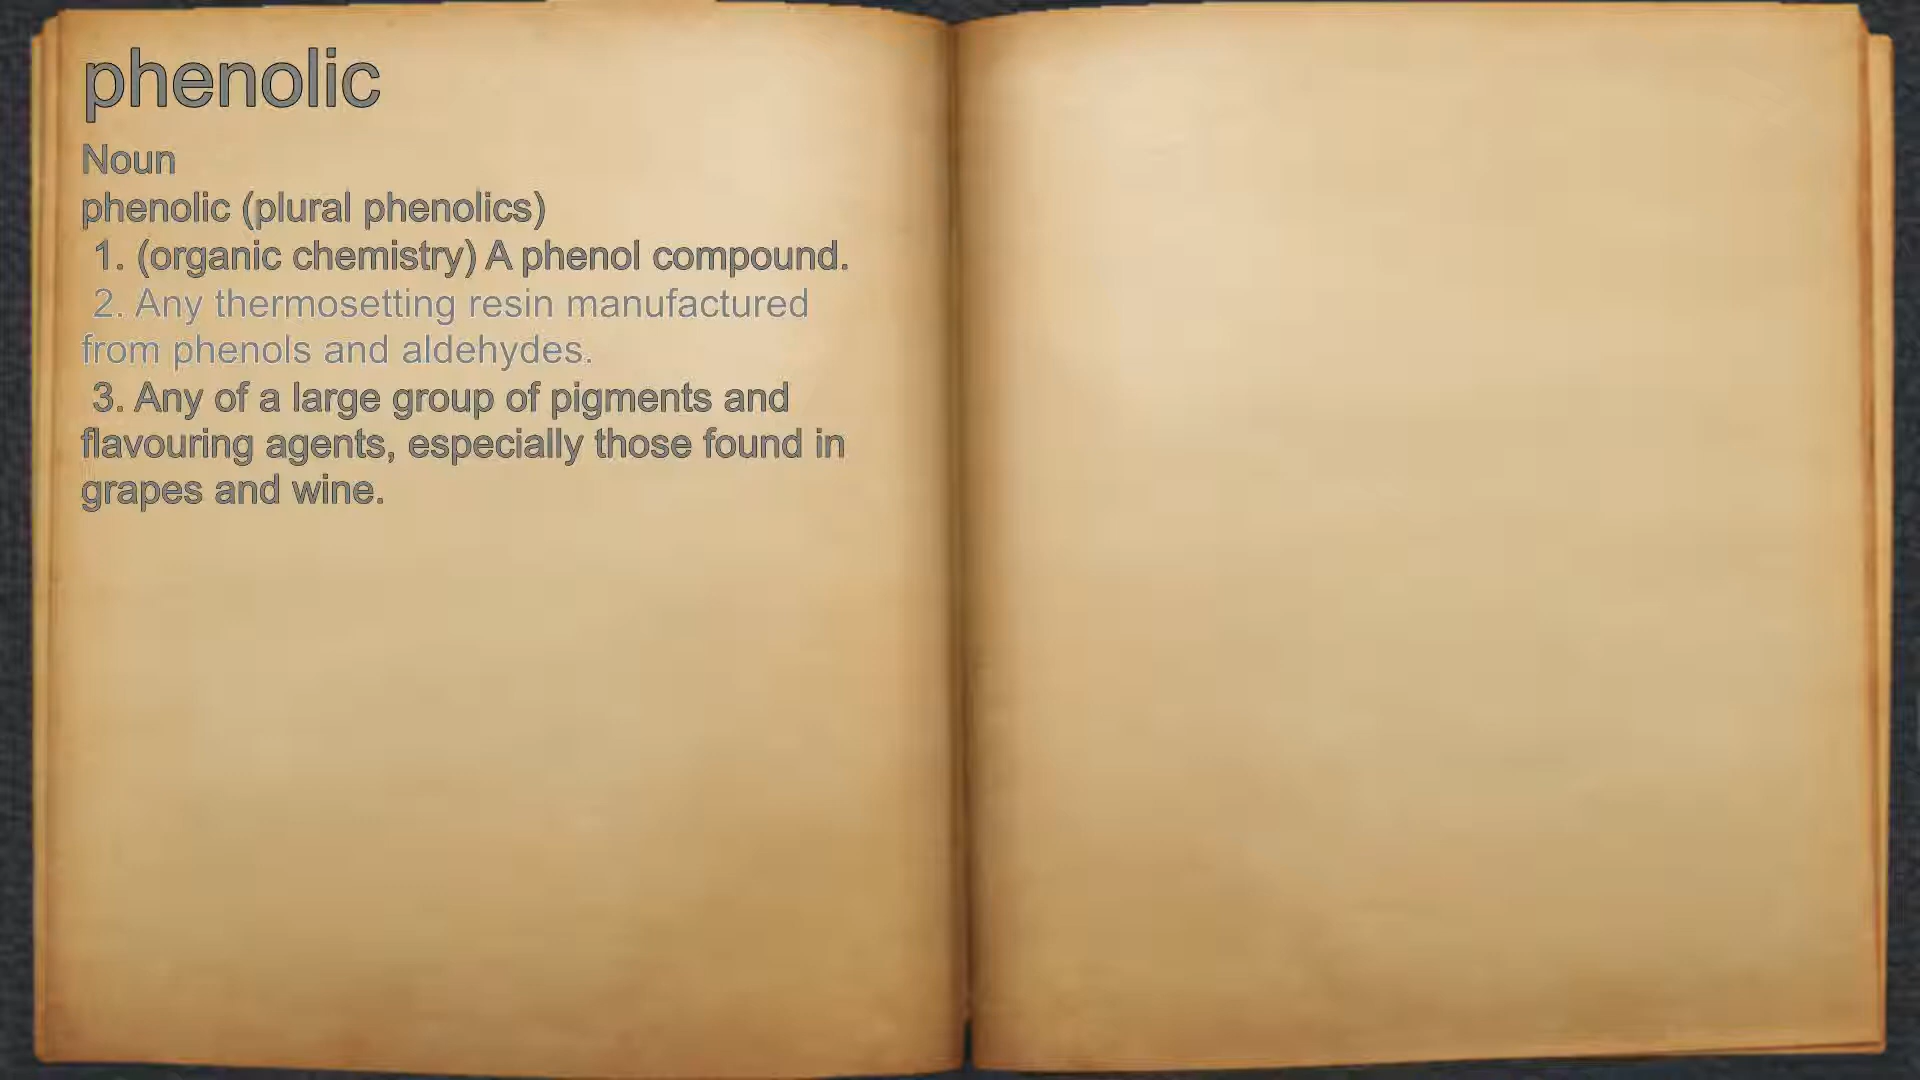 phenolic
Noun
phenolic (plural phenolics)
1. (organic chemistry) A phenol compound.
2. Any thermosetting resin manufactured
from phenols and aldehydes.
3. Any of a large group of pigments and
flavouring agents, especially those found in
grapes and wine.